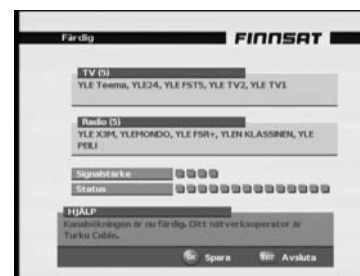 Färdig
FINNSAT
TV (5)
YLE Teema, YLE24, YLE FST5, YLE TV2, YLE TV1
Radio (5)
YLE X3M, YLEMONDO, YLE FSR+, YLEN KLASSINEN, YLE
PEILI
Signalstärke
Status
HJÄLP
Kanalsökningen är nu färdig. Ditt nätverksoperatör är
Turku Cable.
OK Spara
EXIT Avsluta